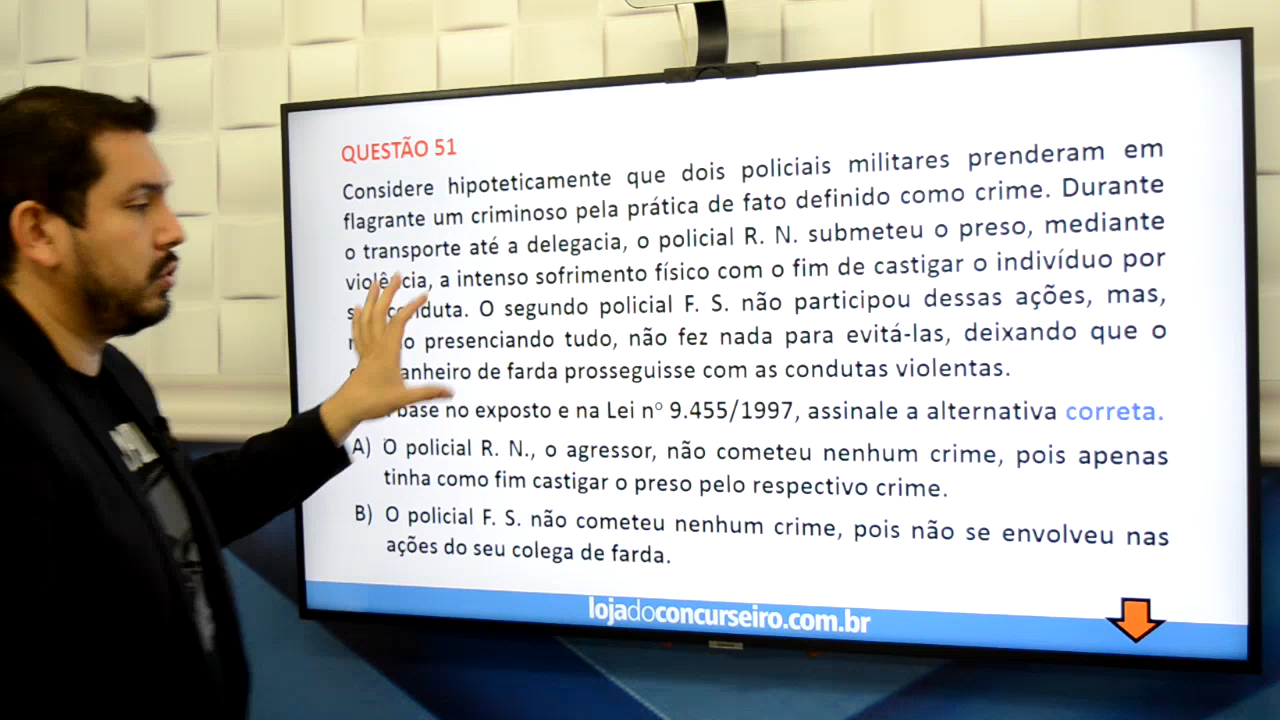 QUESTÃO 51
Considere hipoteticamente que dois policiais militares prenderam em
flagrante um criminoso pela prática de fato definido como crime. Durante
o transporte até a delegacia, o policial R. N. submeteu o preso, mediante
violência, a intenso sofrimento físico com o fim de castigar o indivíduo por
conduta. O segundo policial F. S. não participou dessas ações, mas,
presenciando tudo, não fez nada para evitá-las, deixando que o
de farda prosseguisse com as condutas violentas.
base no exposto e na Lei nº 9.455/1997, assinale a alternativa correta.
A) O policial R. N., o agressor, não cometeu nenhum crime, pois apenas
tinha como fim castigar o preso pelo respectivo crime.
B) O policial F. S. não cometeu nenhum crime, pois não se envolveu nas
ações do seu colega de farda.
lojadoconcurseiro.com.br